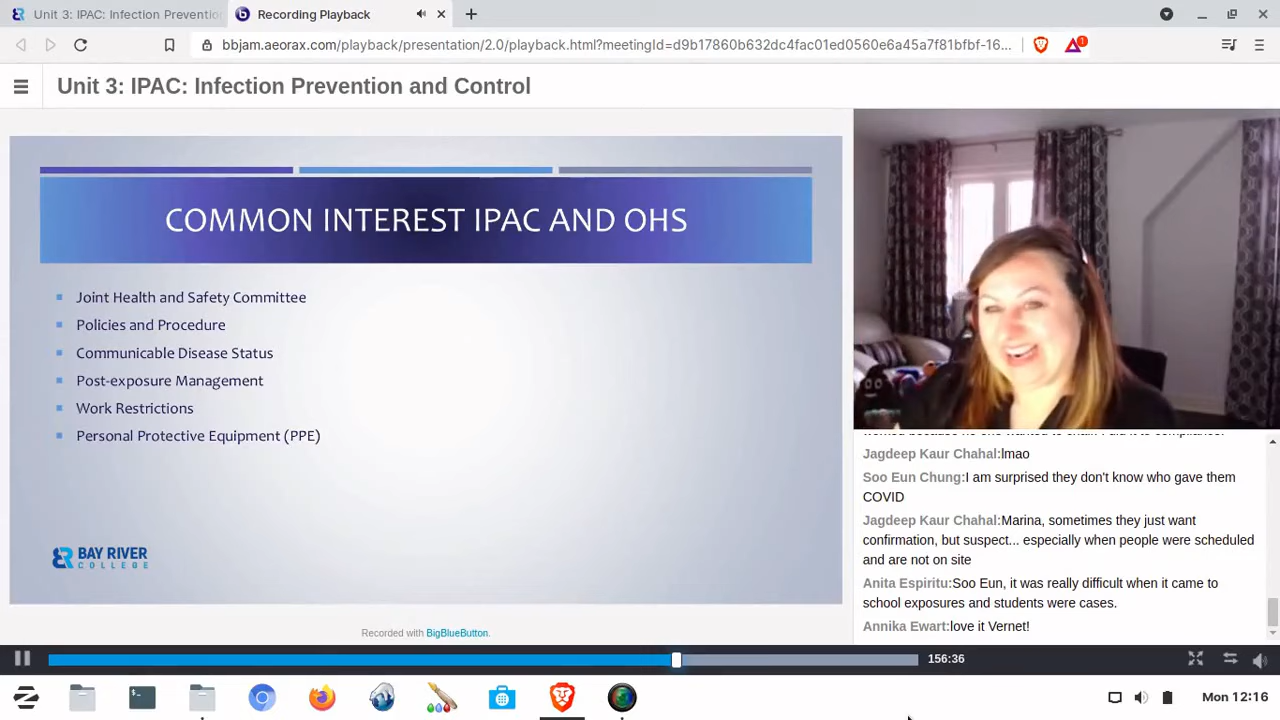 Unit 3: IPAC: Infection Preventio
Recording Playback
bbjam.aeorax.com/playback/presentation/2.0/playback.html?meetingId=d9b17860b632dc4fac01ed0560e6a45a7f81bfbf-16...
1
Unit 3: IPAC: Infection Prevention and Control
COMMON INTEREST IPAC AND OHS
Joint Health and Safety Committee
Policies and Procedure
Communicable Disease Status
Post-exposure Management
Work Restrictions
Personal Protective Equipment (PPE)
BAY RIVER
COLLEGE
Recorded with BigBlueButton.
Jagdeep Kaur Chahal:lmao
Soo Eun Chung:I am surprised they don't know who gave them
COVID
Jagdeep Kaur Chahal:Marina, sometimes they just want
confirmation, but suspect... especially when people were scheduled
and are not on site
Anita Espiritu:Soo Eun, it was really difficult when it came to
school exposures and students were cases.
Annika Ewart:love it Vernet!
156:36
Mon 12:16